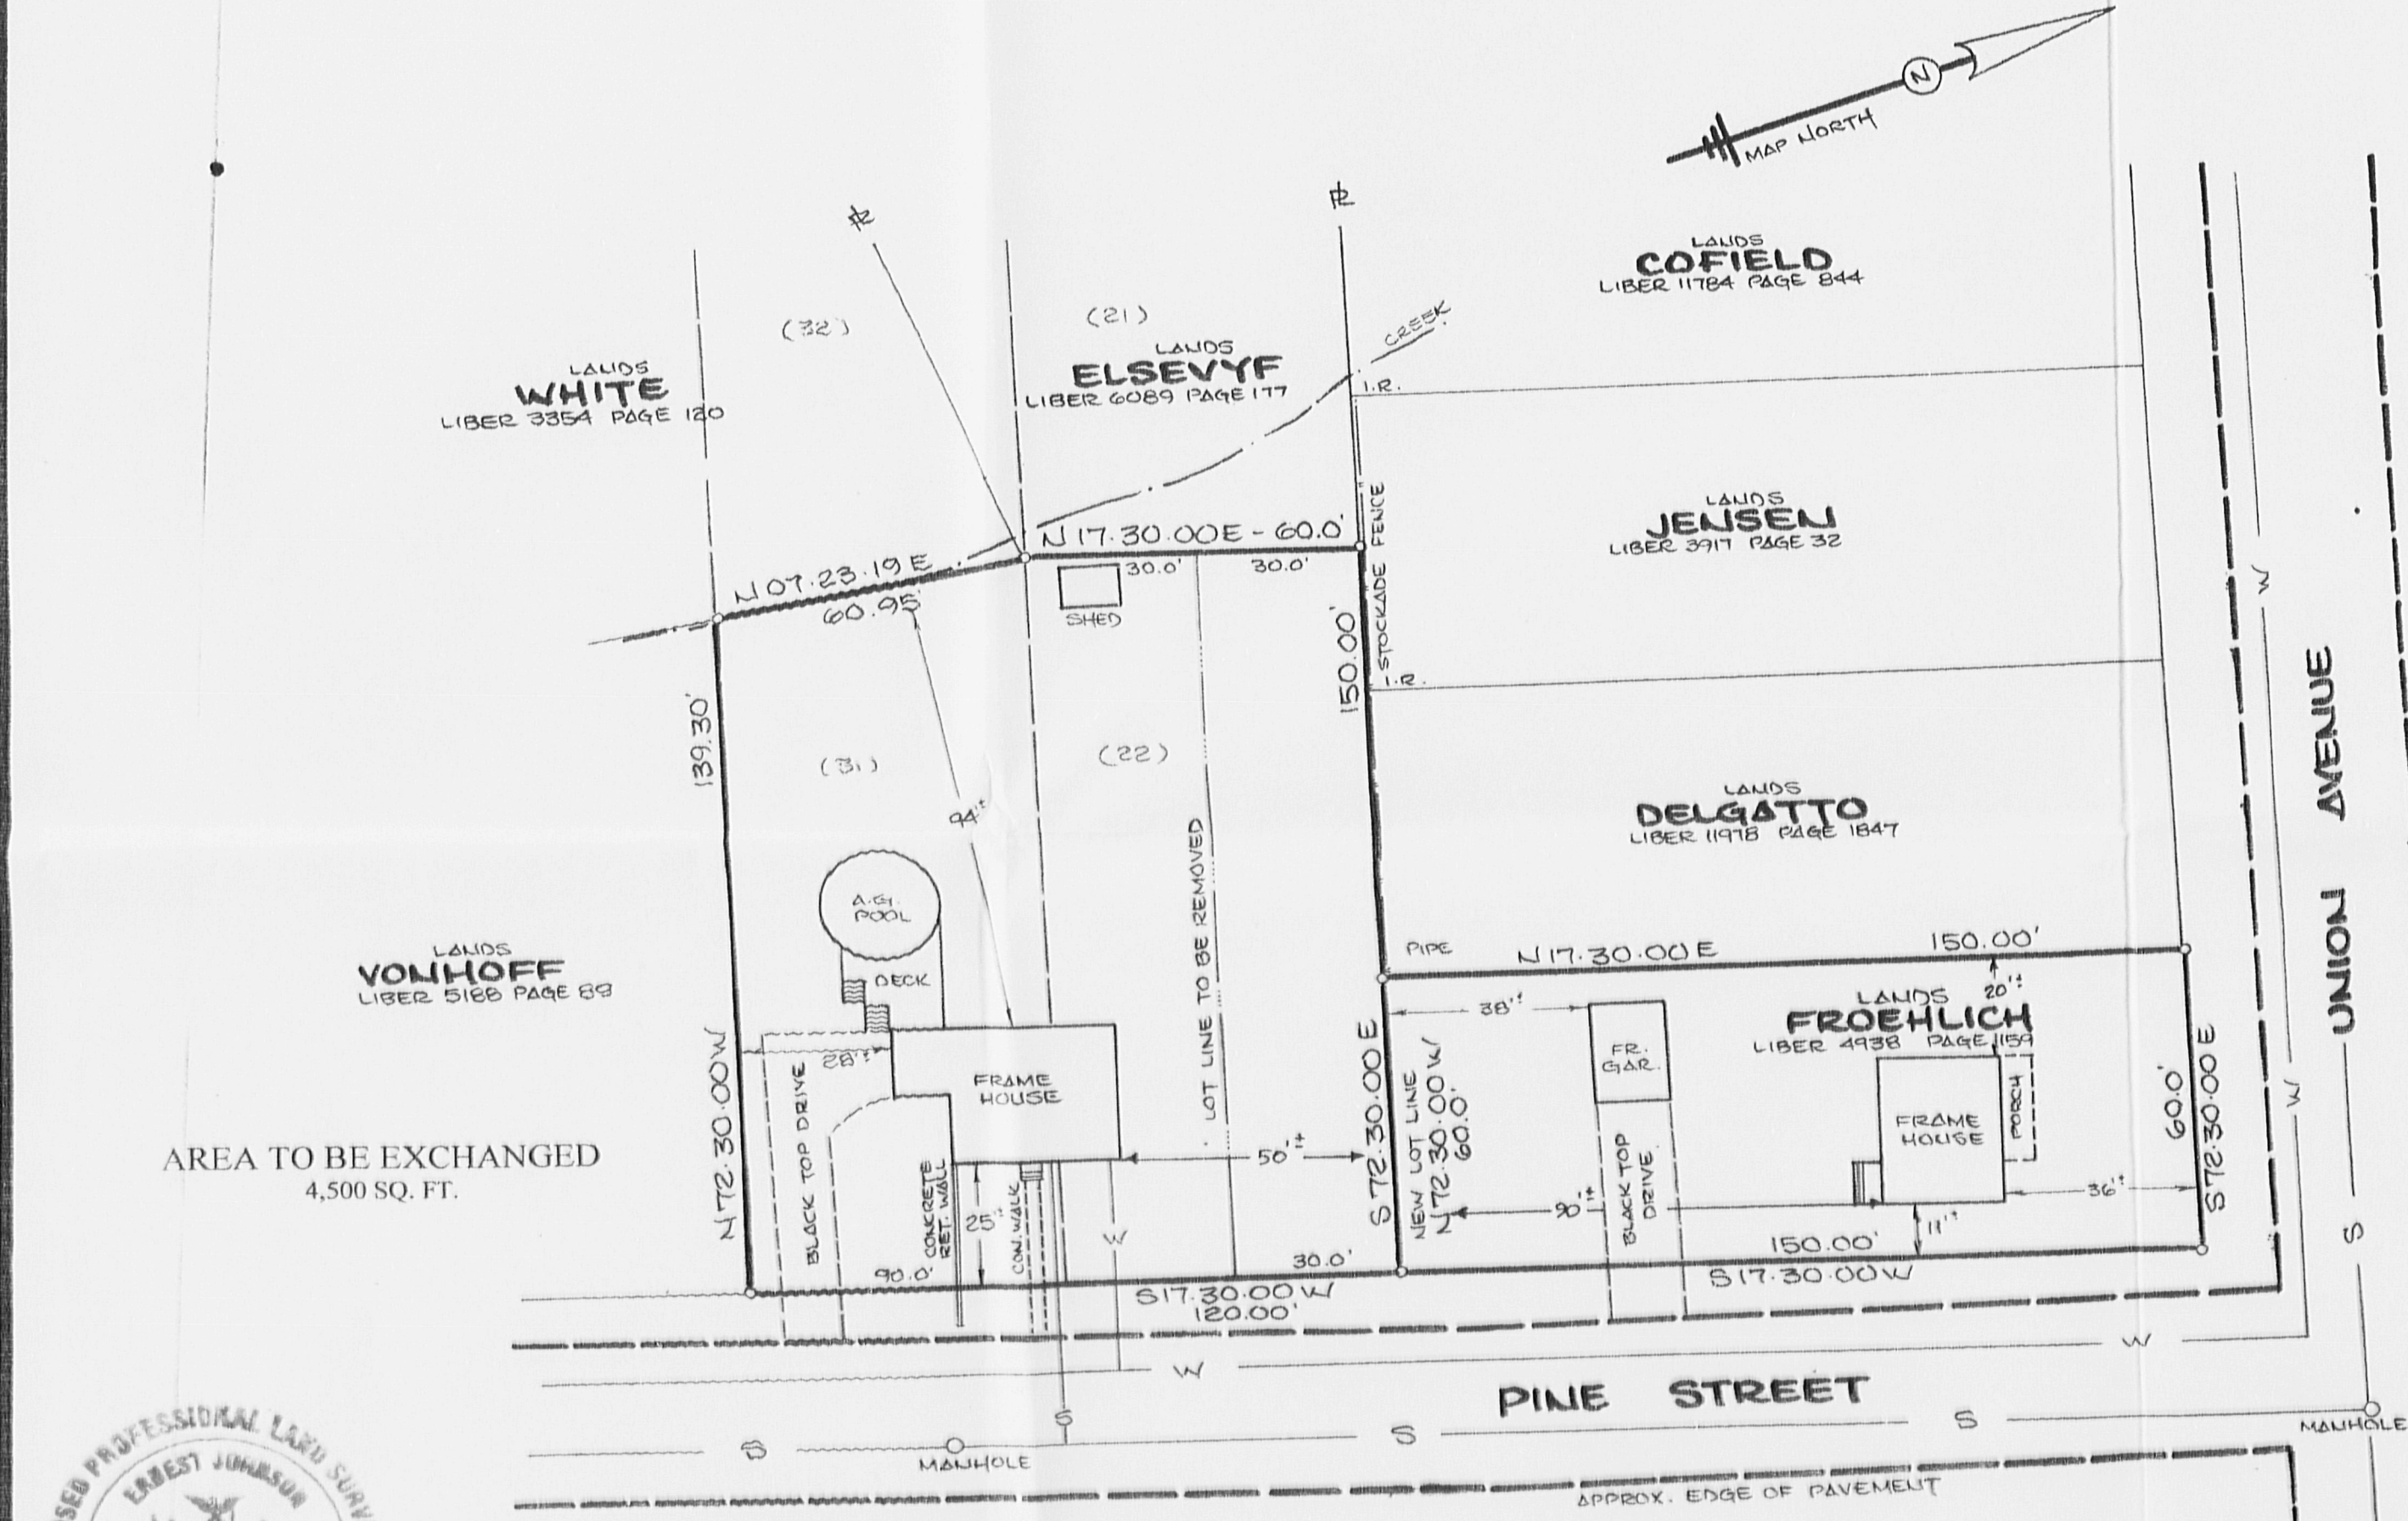 N
MAP NORTH
LANDS
COFIELD
LIBER 11784 PAGE 844
(32)
(21)
CREEK
LANDS
WHITE
LIBER 3354 PAGE 120
LANDS
ELSEVYF
LIBER 6089 PAGE 177
I.R.
LANDS
JENSEN
LIBER 3917 PAGE 32
STOCKADE FENCE
N 17.30.00 E - 60.0'
30.0'
30.0'
N 07.23.19 E
60.95'
SHED
150.00'
I.R.
139.30'
(31)
(22)
94'±
LANDS
DELGATTO
LIBER 11978 PAGE 1847
UNION AVENUE
W
A.G.
POOL
DECK
LOT LINE TO BE REMOVED
LANDS
VONHOFF
LIBER 5188 PAGE 89
PIPE
N 17.30.00 E
150.00'
38'±
20'±
LANDS
FROEHLICH
LIBER 4938 PAGE 1159
FR.
GAR.
28'±
FRAME
HOUSE
FRAME
HOUSE
PORCH
60.0'
S 72.30.00 E
W
N 72.30.00 W
BLACK TOP DRIVE
CONCRETE
RET. WALL
25'±
CON. WALK
W
50'±
S 72.30.00 E
NEW LOT LINE
N 72.30.00 W
60.0'
90'±
BLACK TOP
DRIVE
36'±
11'±
AREA TO BE EXCHANGED
4,500 SQ. FT.
S
90.0'
30.0'
150.00'
S 17.30.00 W
120.00'
S 17.30.00 W
W
W
PINE STREET
S
S
S
S
MANHOLE
MANHOLE
APPROX. EDGE OF PAVEMENT
PROFESSIONAL LAND SURV
ERNEST JOHNSON